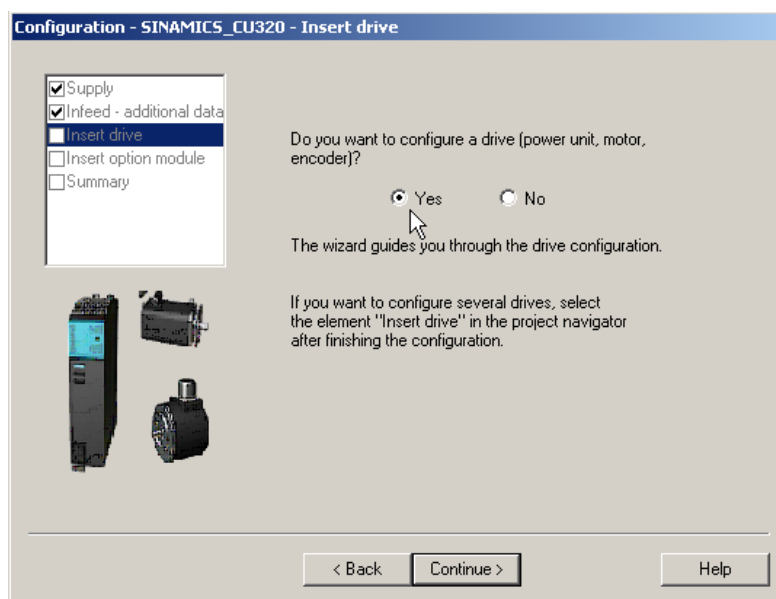 Configuration - SINAMICS_CU320 - Insert drive
Supply
Infeed - additional data
Insert drive
Insert option module
Summary
Do you want to configure a drive (power unit, motor,
encoder)?
Yes
No
The wizard guides you through the drive configuration.
If you want to configure several drives, select
the element "Insert drive" in the project navigator
after finishing the configuration.
< Back
Continue >
Help